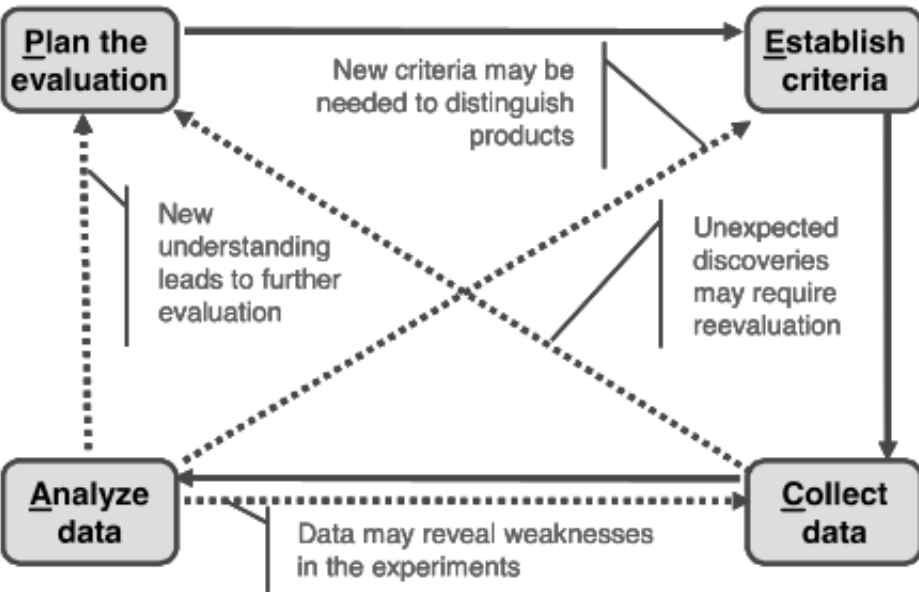 Plan the
evaluation
Establish
criteria
New criteria may be
needed to distinguish
products
New
understanding
leads to further
evaluation
Unexpected
discoveries
may require
reevaluation
Analyze
data
Collect
data
Data may reveal weaknesses
in the experiments